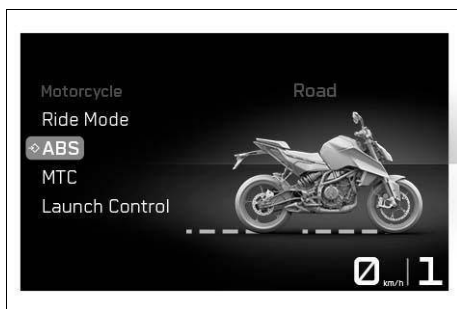 Motorcycle
Road
Ride Mode
ABS
MTC
Launch Control
0 km/h 1